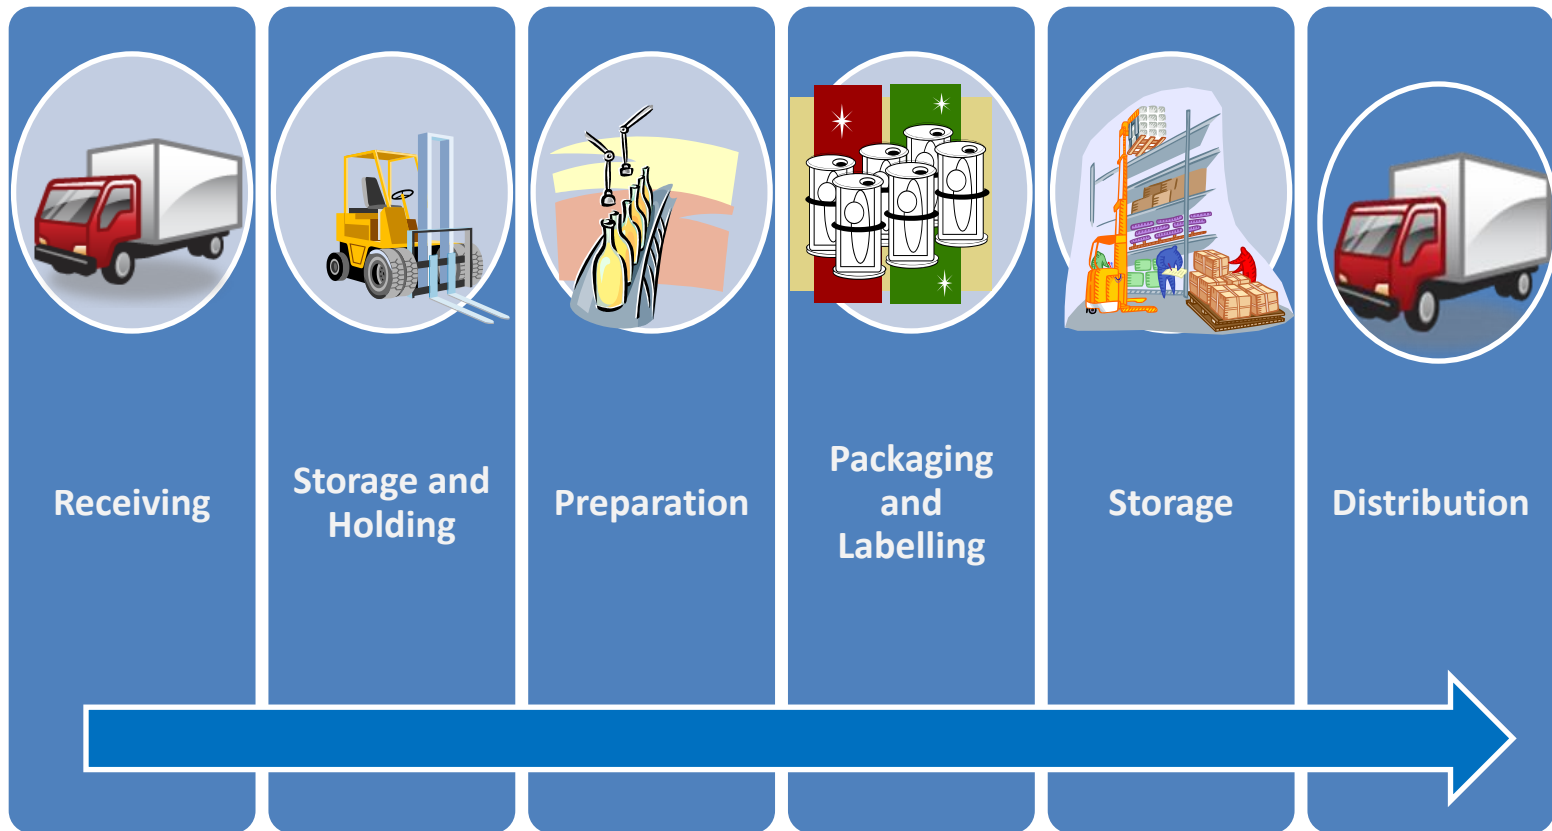 Receiving
Storage and
Holding
Preparation
Packaging
and
Labelling
Storage
Distribution